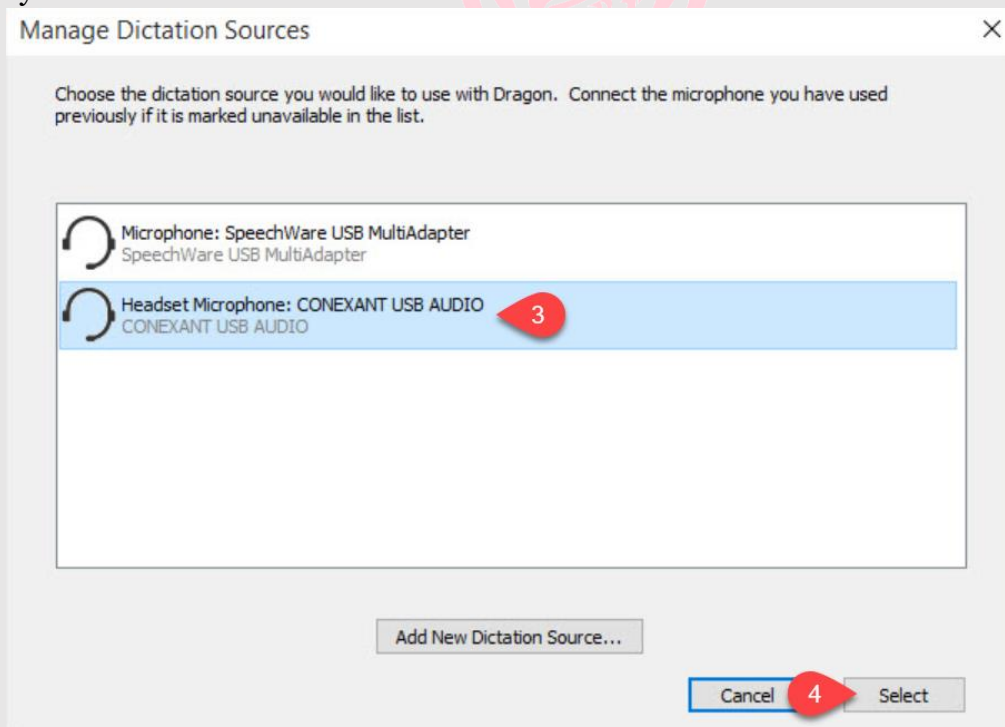 Manage Dictation Sources
Choose the dictation source you would like to use with Dragon. Connect the microphone you have used
previously if it is marked unavailable in the list.
Microphone: SpeechWare USB MultiAdapter
SpeechWare USB MultiAdapter
Headset Microphone: CONEXANT USB AUDIO
3
CONEXANT USB AUDIO
Add New Dictation Source...
Cancel 4 Select